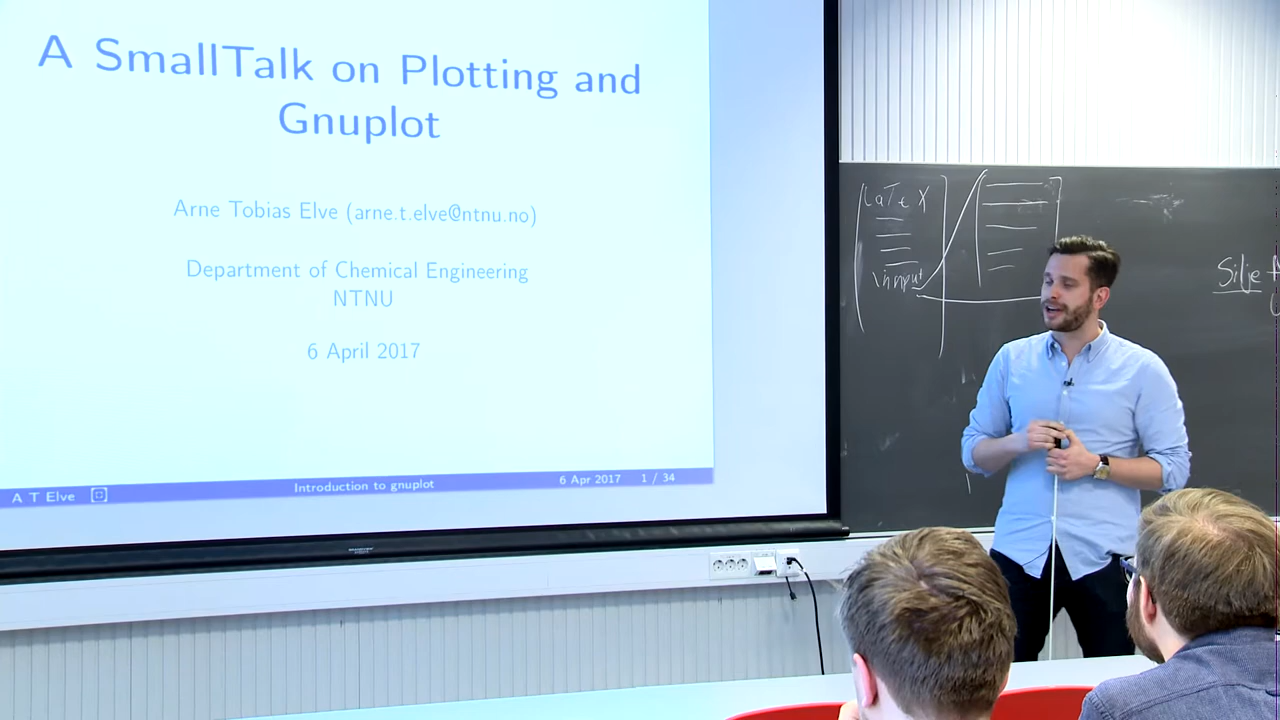 A SmallTalk on Plotting and
Gnuplot
Arne Tobias Elve (arne.t.elve@ntnu.no)
Department of Chemical Engineering
NTNU
6 April 2017
A T Elve
Introduction to gnuplot
6 Apr 2017
1 / 34
LaTeX
\innput
Silje